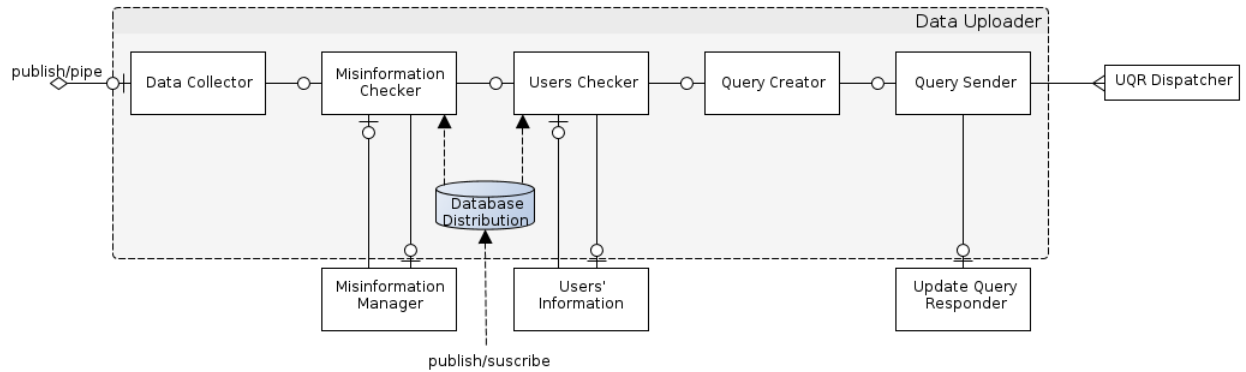 Data Uploader
publish/pipe
Data Collector
Misinformation
Checker
Users Checker
Query Creator
Query Sender
UQR Dispatcher
Database
Distribution
Misinformation
Manager
Users'
Information
Update Query
Responder
publish/suscribe